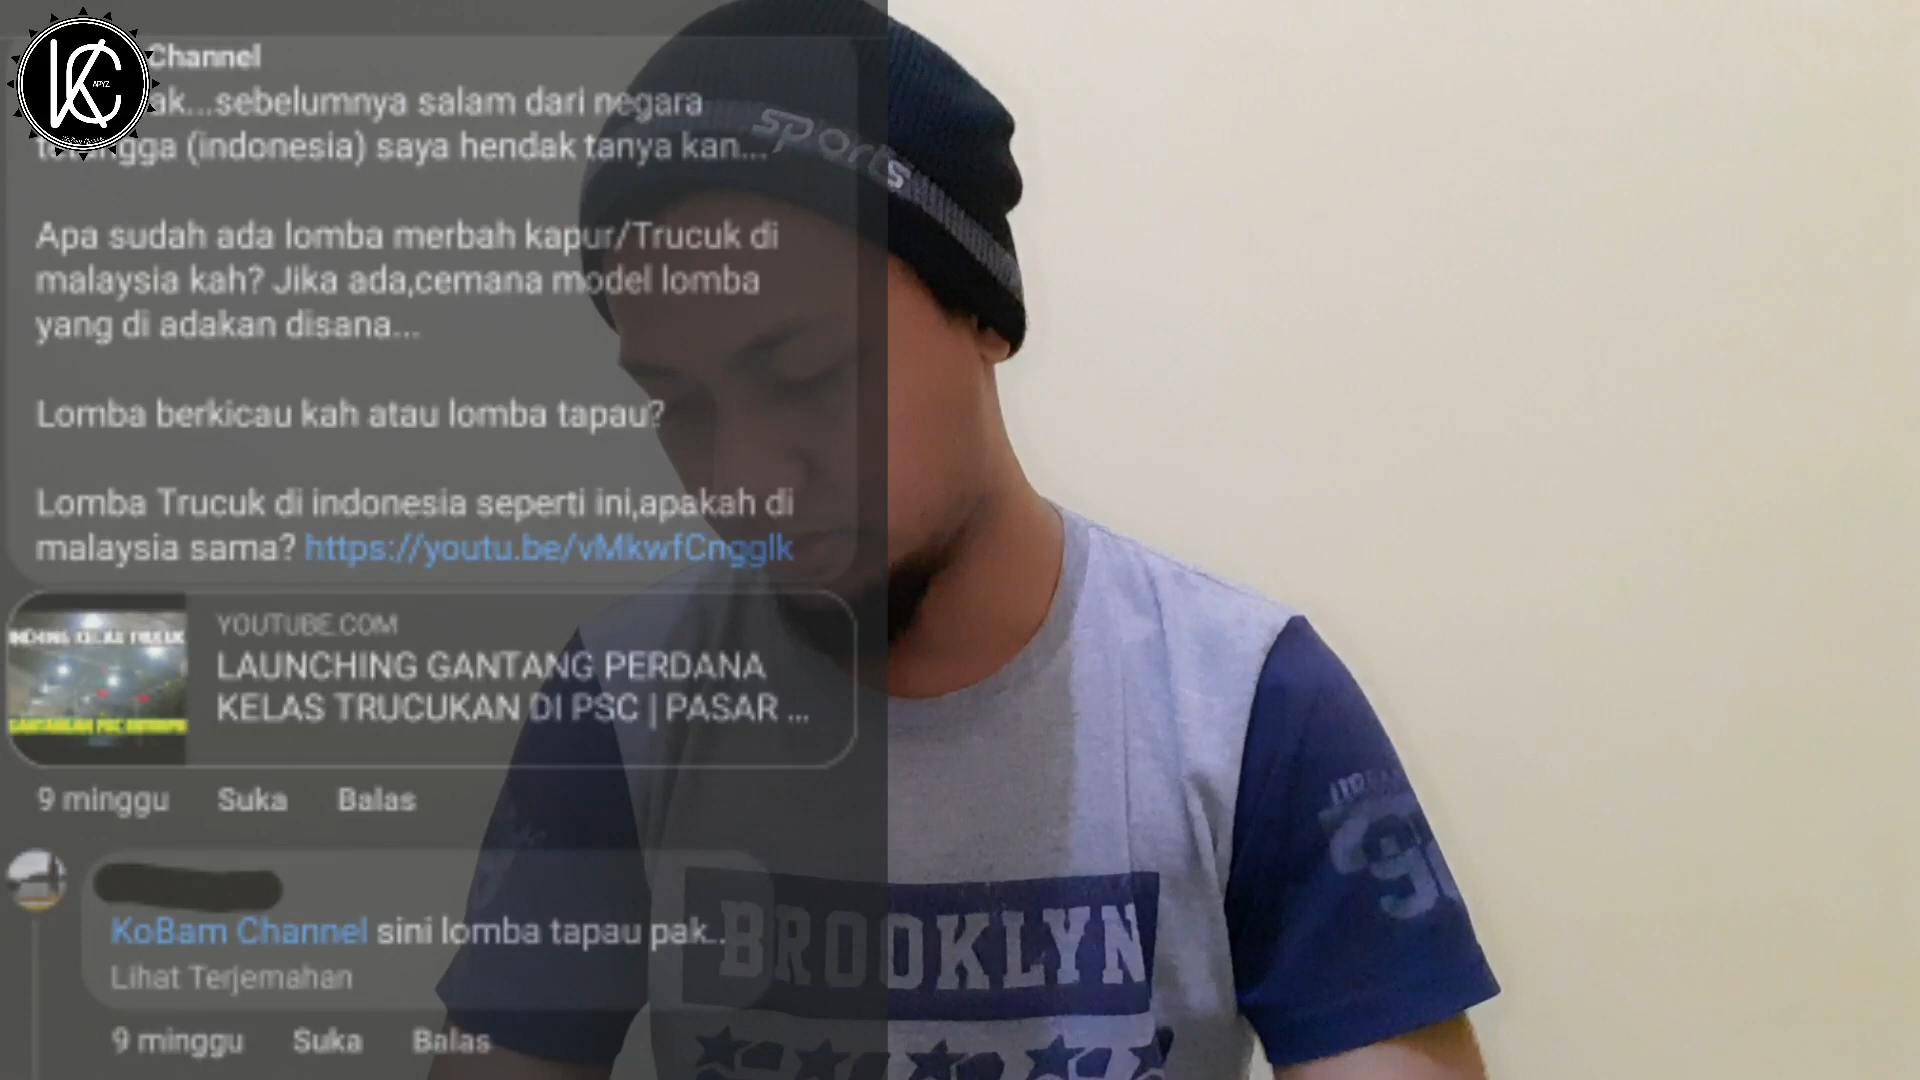 KC
APYZ
Channel
ak...sebelumnya salam dari negara
gga (indonesia) saya hendak tanya kan...
Apa sudah ada lomba merbah kapur/Trucuk di
malaysia kah? Jika ada,cemana model lomba
yang di adakan disana...
Lomba berkicau kah atau lomba tapau?
Lomba Trucuk di indonesia seperti ini,apakah di
malaysia sama? https://youtu.be/vMkwfCngglk
YOUTUBE.COM
LAUNCHING GANTANG PERDANA
KELAS TRUCUKAN DI PSC | PASAR ...
9 minggu Suka Balas
KoBam Channel sini lomba tapau pak..
Lihat Terjemahan
9 minggu Suka Balas
sports
BROOKLYN